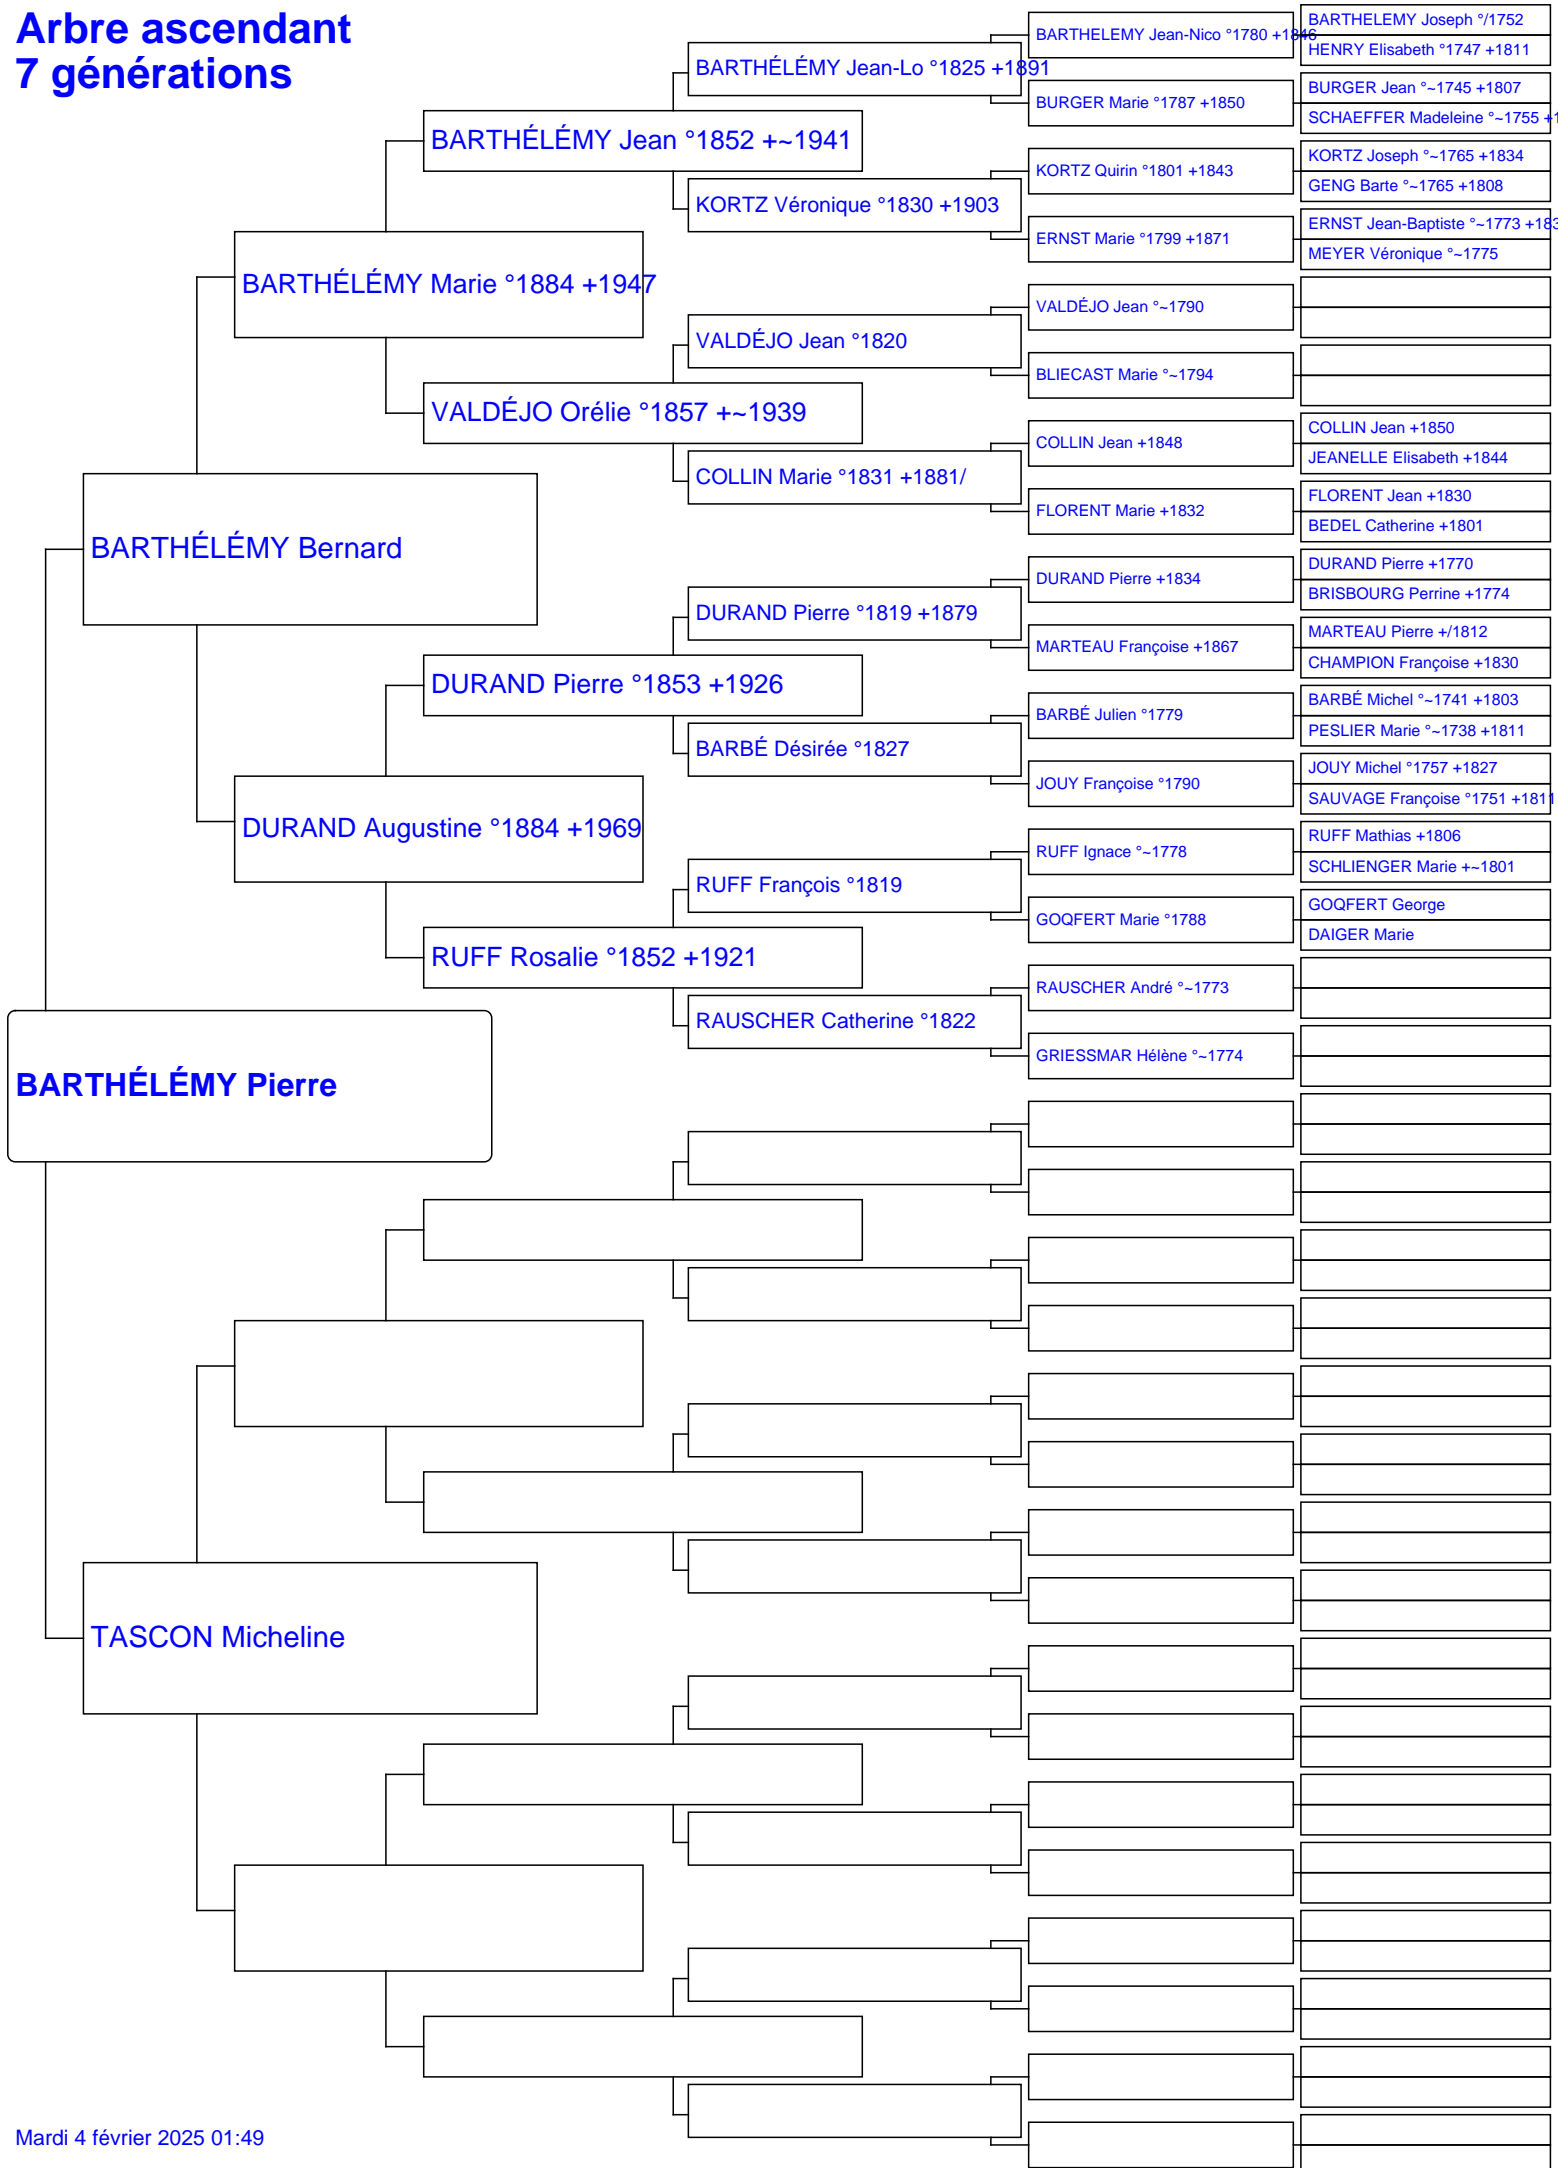 Arbre ascendant
7 générations
BARTHÉLÉMY Pierre
BARTHÉLÉMY Bernard
TASCON Micheline
BARTHÉLÉMY Marie °1884 +1947
DURAND Augustine °1884 +1969
BARTHÉLÉMY Jean °1852 +~1941
VALDÉJO Orélie °1857 +~1939
DURAND Pierre °1853 +1926
RUFF Rosalie °1852 +1921
BARTHÉLÉMY Jean-Lo °1825 +1891
KORTZ Véronique °1830 +1903
VALDÉJO Jean °1820
COLLIN Marie °1831 +1881/
DURAND Pierre °1819 +1879
BARBÉ Désirée °1827
RUFF François °1819
RAUSCHER Catherine °1822
BARTHELEMY Jean-Nico °1780 +1846
BURGER Marie °1787 +1850
KORTZ Quirin °1801 +1843
ERNST Marie °1799 +1871
VALDÉJO Jean °~1790
BLIECAST Marie °~1794
COLLIN Jean +1848
FLORENT Marie +1832
DURAND Pierre +1834
MARTEAU Françoise +1867
BARBÉ Julien °1779
JOUY Françoise °1790
RUFF Ignace °~1778
GOQFERT Marie °1788
RAUSCHER André °~1773
GRIESSMAR Hélène °~1774
BARTHELEMY Joseph °/1752
HENRY Elisabeth °1747 +1811
BURGER Jean °~1745 +1807
SCHAEFFER Madeleine °~1755 +1
KORTZ Joseph °~1765 +1834
GENG Barte °~1765 +1808
ERNST Jean-Baptiste °~1773 +183
MEYER Véronique °~1775
COLLIN Jean +1850
JEANELLE Elisabeth +1844
FLORENT Jean +1830
BEDEL Catherine +1801
DURAND Pierre +1770
BRISBOURG Perrine +1774
MARTEAU Pierre +/1812
CHAMPION Françoise +1830
BARBÉ Michel °~1741 +1803
PESLIER Marie °~1738 +1811
JOUY Michel °1757 +1827
SAUVAGE Françoise °1751 +1811
RUFF Mathias +1806
SCHLIENGER Marie +~1801
GOQFERT George
DAIGER Marie
Mardi 4 février 2025 01:49